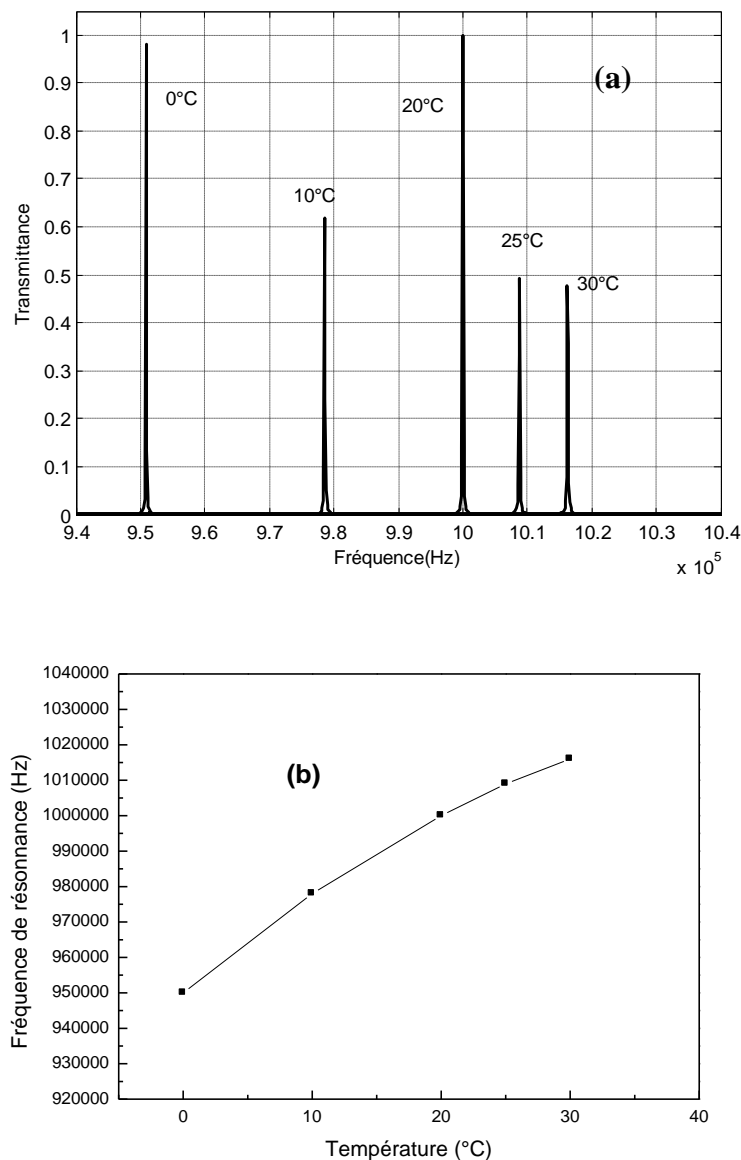 1
(a)
0.9
0°C
20°C
0.8
0.7
10°C
0.6
25°C
0.5
30°C
0.4
0.3
0.2
0.1
0
Transmittance
9.4 9.5 9.6 9.7 9.8 9.9 10 10.1 10.2 10.3 10.4
Fréquence(Hz)
x 10⁵
1040000
1030000
1020000
1010000
(b)
1000000
990000
980000
970000
960000
950000
940000
930000
920000
Fréquence de résonnance (Hz)
0 10 20 30 40
Température (°C)